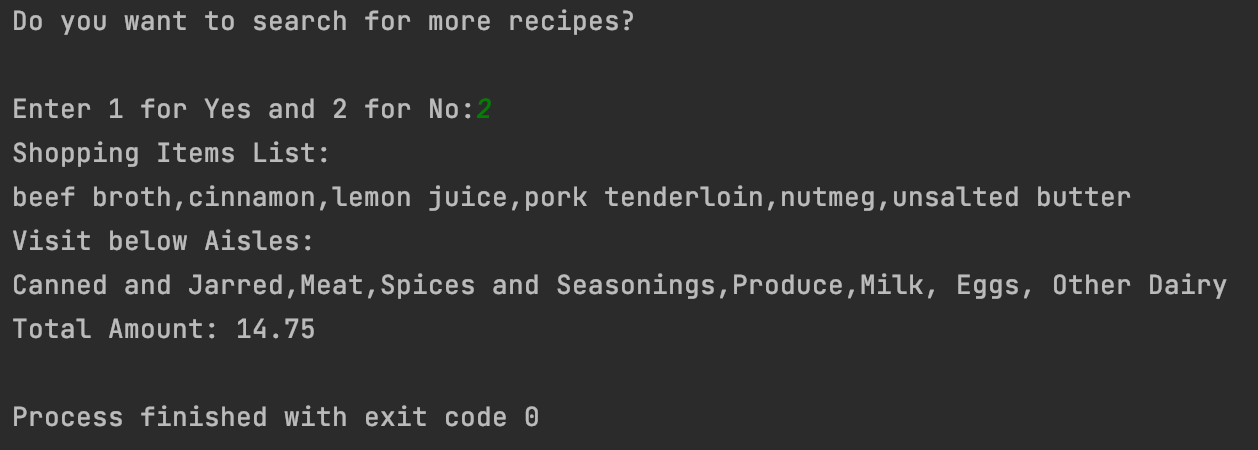 Do you want to search for more recipes?
Enter 1 for Yes and 2 for No:2
Shopping Items List:
beef broth,cinnamon,lemon juice,pork tenderloin,nutmeg,unsalted butter
Visit below Aisles:
Canned and Jarred,Meat,Spices and Seasonings,Produce,Milk, Eggs, Other Dairy
Total Amount: 14.75
Process finished with exit code 0